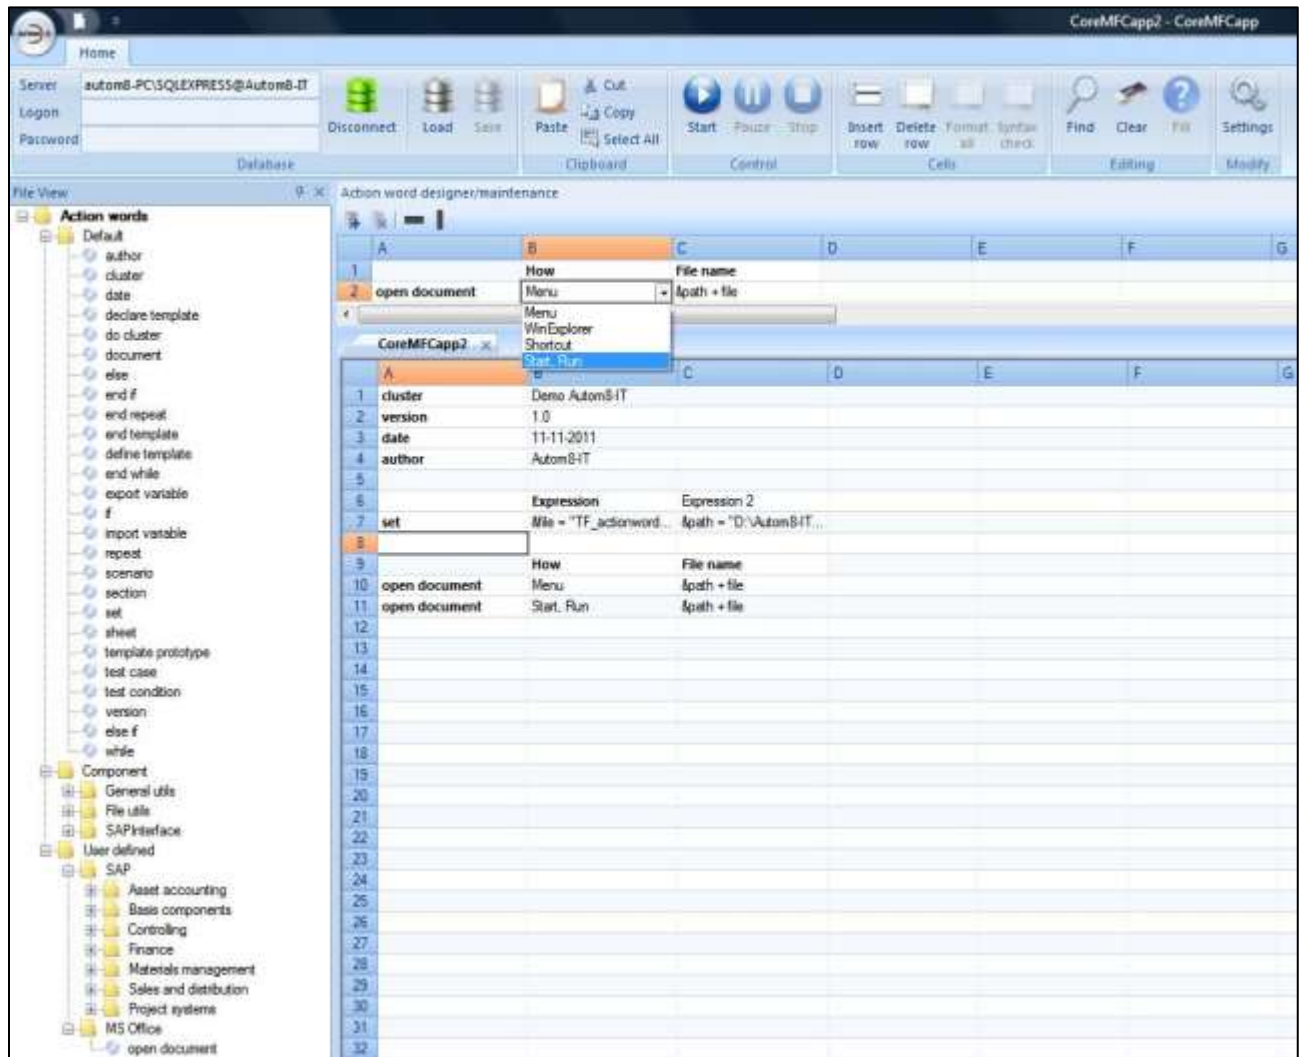 CoreMFCapp2 - CoreMFCapp
Home
Server autom8-PC\SQLEXPRESS@Autom8-IT
Logon
Password
Disconnect Load Save
Paste
Cut
Copy
Select All
Start Pause Stop
Insert row Delete row Format all Syntax check
Find Clear Fill
Settings
Database Clipboard Control Cells Editing Modify
File View
Action word designer/maintenance
Action words
Default
author
cluster
date
declare template
do cluster
document
else
end if
end repeat
end template
define template
end while
export variable
if
import variable
repeat
scenario
section
set
sheet
template prototype
test case
test condition
version
else if
while
Component
General utils
File utils
SAPInterface
User defined
SAP
Asset accounting
Basis components
Controlling
Finance
Materials management
Sales and distribution
Project systems
MS Office
open document
A B C D E F G
1 How File name
2 open document Menu &path + file
Menu
WinExplorer
Shortcut
Start, Run
CoreMFCapp2
A B C D E F G
1 cluster Demo Autom8-IT
2 version 1.0
3 date 11-11-2011
4 author Autom8-IT
5
6 Expression Expression 2
7 set &file = "TF_actionword... &path = "D:\Autom8-IT...
8
9 How File name
10 open document Menu &path + file
11 open document Start, Run &path + file
12
13
14
15
16
17
18
19
20
21
22
23
24
25
26
27
28
29
30
31
32